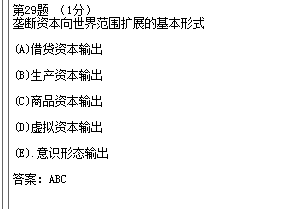 第29题 （1分）
垄断资本向世界范围扩展的基本形式
(A)借贷资本输出
(B)生产资本输出
(C)商品资本输出
(D)虚拟资本输出
(E).意识形态输出
答案: ABC